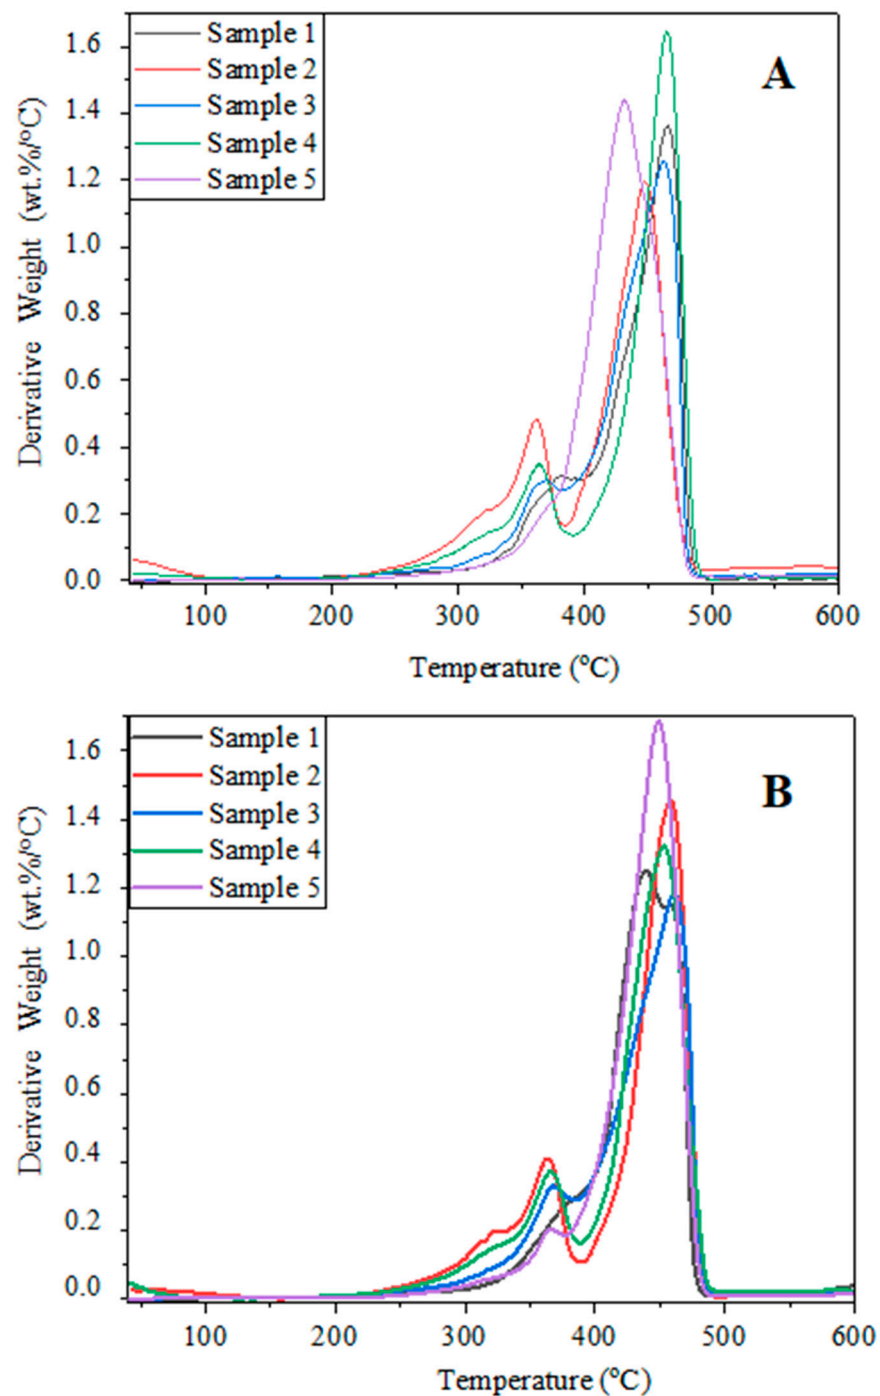 Sample 1
Sample 2
Sample 3
Sample 4
Sample 5
A
Derivative Weight (wt.%/°C)
1.6
1.4
1.2
1.0
0.8
0.6
0.4
0.2
0.0
100 200 300 400 500 600
Temperature (°C)
Sample 1
Sample 2
Sample 3
Sample 4
Sample 5
B
Derivative Weight (wt.%/°C)
1.6
1.4
1.2
1.0
0.8
0.6
0.4
0.2
0.0
100 200 300 400 500 600
Temperature (°C)